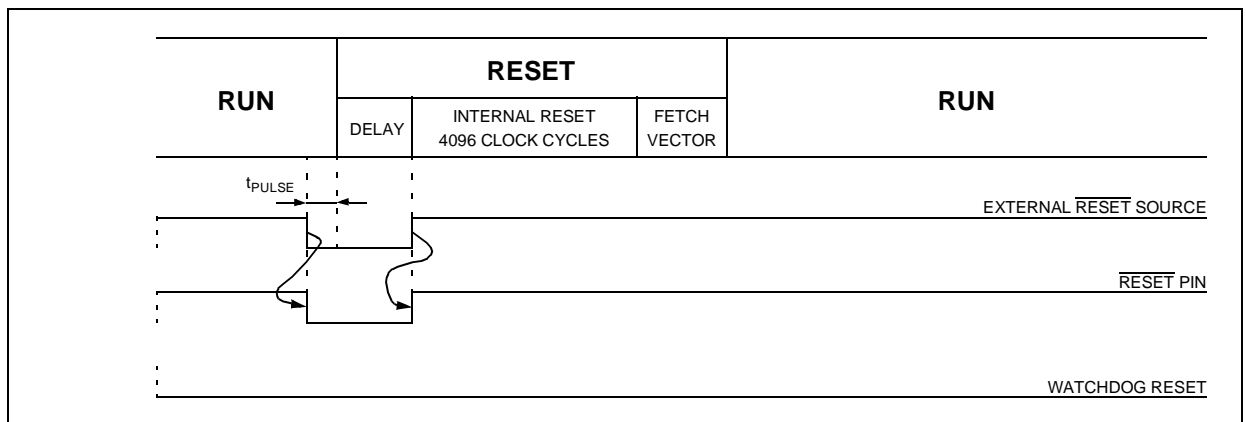 RUN
RESET
DELAY
INTERNAL RESET
4096 CLOCK CYCLES
FETCH
VECTOR
RUN
tPULSE
EXTERNAL RESET SOURCE
RESET PIN
WATCHDOG RESET